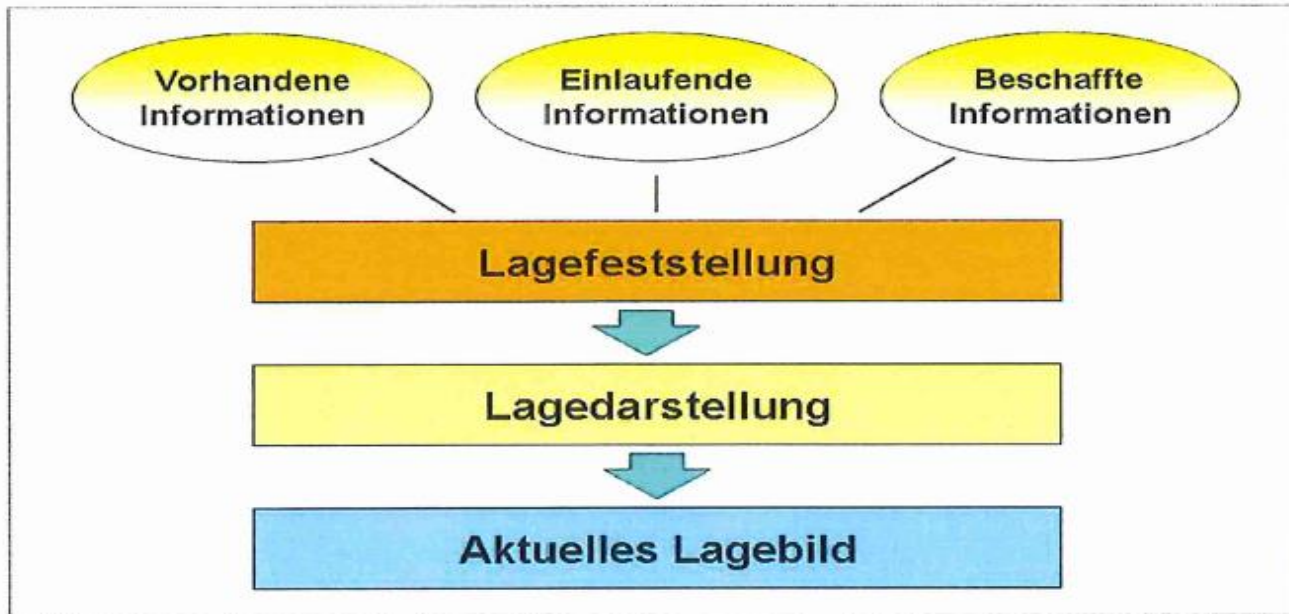 Vorhandene
Informationen
Einlaufende
Informationen
Beschaffte
Informationen
Lagefeststellung
Lagedarstellung
Aktuelles Lagebild